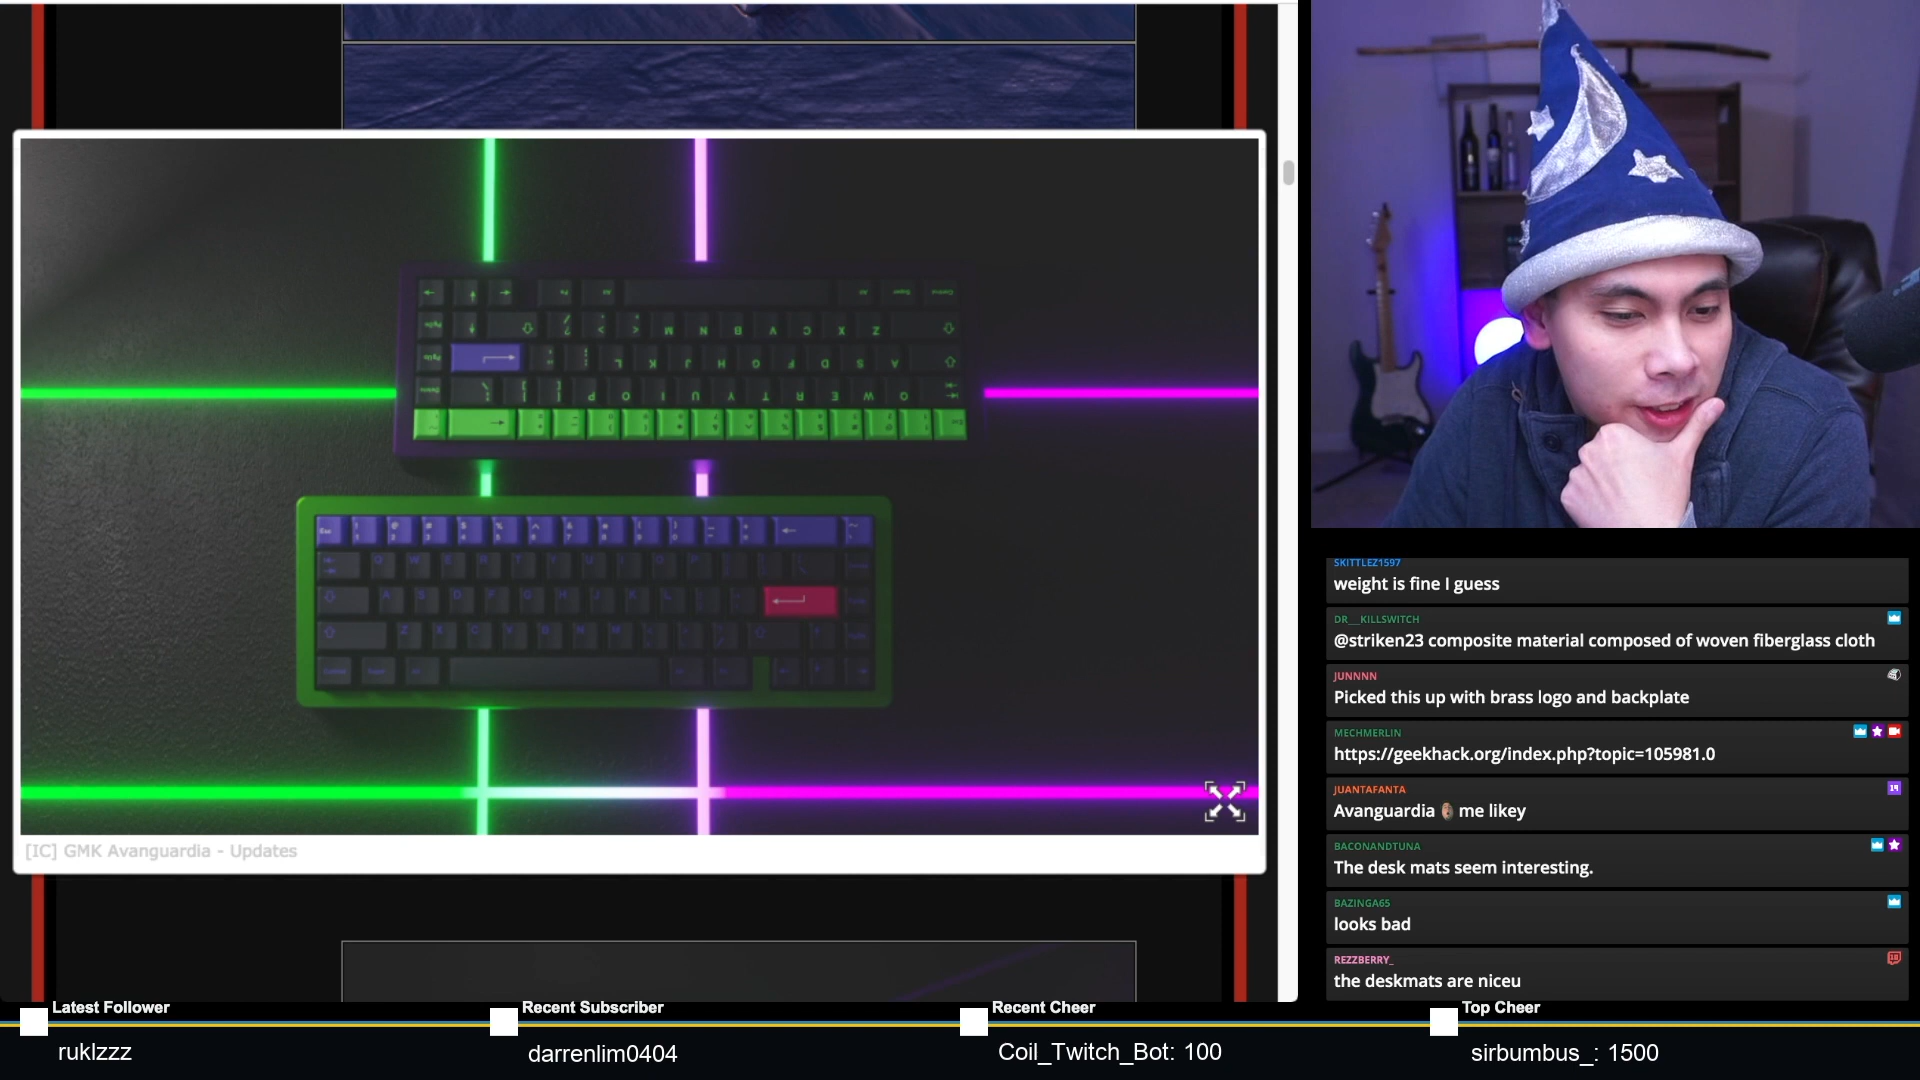 [IC] GMK Avanguardia - Updates
SKITTLEZ1597
weight is fine I guess
DR__KILLSWITCH
@striken23 composite material composed of woven fiberglass cloth
JUNNNN
Picked this up with brass logo and backplate
MECHMERLIN
https://geekhack.org/index.php?topic=105981.0
JUANTAFANTA
Avanguardia me likey
BACONANDTUNA
The desk mats seem interesting.
BAZINGA65
looks bad
REZZBERRY_
the deskmats are niceu
Latest Follower
ruklzzz
Recent Subscriber
darrenlim0404
Recent Cheer
Coil_Twitch_Bot: 100
Top Cheer
sirbumbus_: 1500